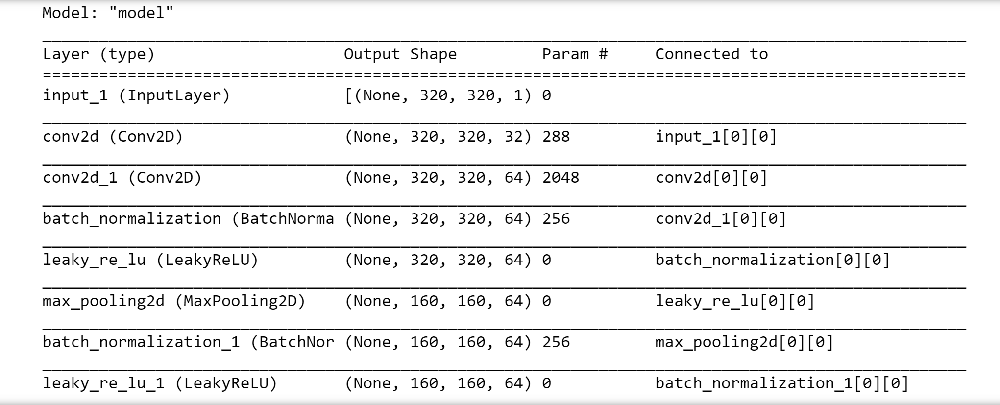 Model: "model"
__________________________________________________________________________________________________
Layer (type)                    Output Shape         Param #     Connected to
==================================================================================================
input_1 (InputLayer)            [(None, 320, 320, 1) 0
__________________________________________________________________________________________________
conv2d (Conv2D)                 (None, 320, 320, 32) 288         input_1[0][0]
__________________________________________________________________________________________________
conv2d_1 (Conv2D)               (None, 320, 320, 64) 2048        conv2d[0][0]
__________________________________________________________________________________________________
batch_normalization (BatchNorma (None, 320, 320, 64) 256         conv2d_1[0][0]
__________________________________________________________________________________________________
leaky_re_lu (LeakyReLU)         (None, 320, 320, 64) 0           batch_normalization[0][0]
__________________________________________________________________________________________________
max_pooling2d (MaxPooling2D)    (None, 160, 160, 64) 0           leaky_re_lu[0][0]
__________________________________________________________________________________________________
batch_normalization_1 (BatchNor (None, 160, 160, 64) 256         max_pooling2d[0][0]
__________________________________________________________________________________________________
leaky_re_lu_1 (LeakyReLU)       (None, 160, 160, 64) 0           batch_normalization_1[0][0]